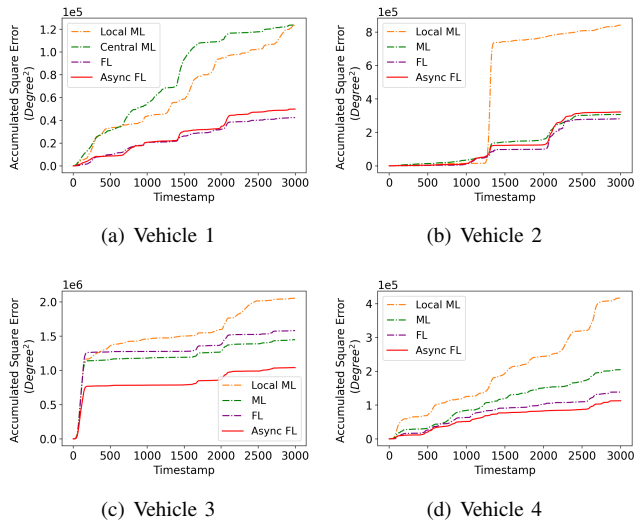 1e5
Accumulated Square Error
(Degree²)
1.2
1.0
0.8
0.6
0.4
0.2
0.0
Local ML
Central ML
FL
Async FL
0 500 1000 1500 2000 2500 3000
Timestamp
(a) Vehicle 1
1e5
Accumulated Square Error
(Degree²)
8
6
4
2
0
Local ML
ML
FL
Async FL
0 500 1000 1500 2000 2500 3000
Timestamp
(b) Vehicle 2
1e6
Accumulated Square Error
(Degree²)
2.0
1.5
1.0
0.5
0.0
Local ML
ML
FL
Async FL
0 500 1000 1500 2000 2500 3000
Timestamp
(c) Vehicle 3
1e5
Accumulated Square Error
(Degree²)
4
3
2
1
0
Local ML
ML
FL
Async FL
0 500 1000 1500 2000 2500 3000
Timestamp
(d) Vehicle 4